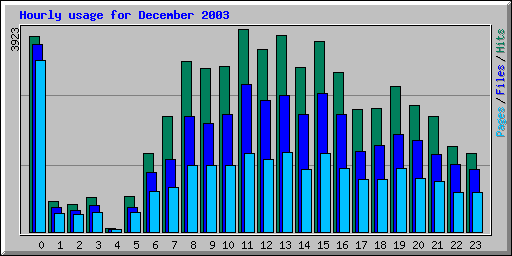 Hourly usage for December 2003
3923
Pages/Files/Hits
0 1 2 3 4 5 6 7 8 9 10 11 12 13 14 15 16 17 18 19 20 21 22 23